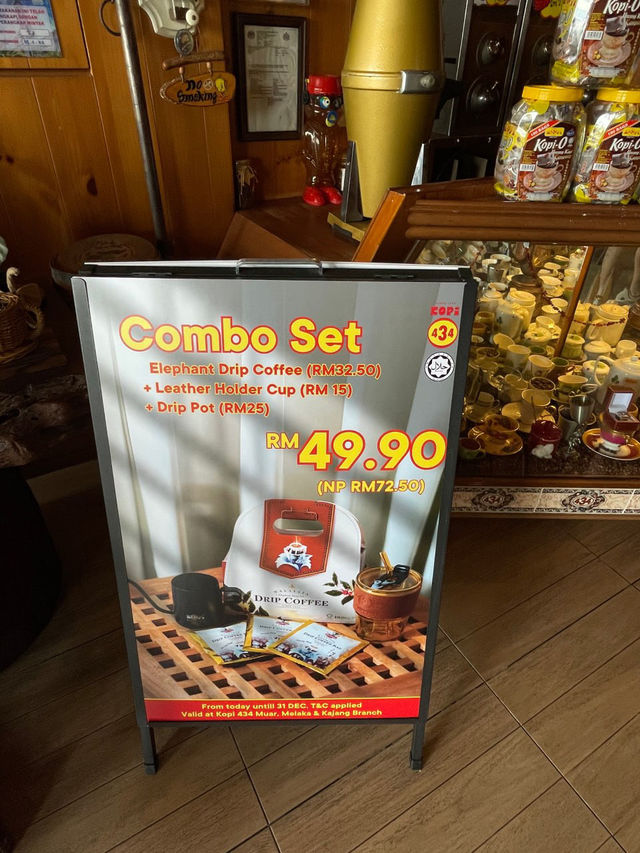 No
Smoking
Kopi-O
Kopi-O
Kopi-O
KOPI
434
Combo Set
Elephant Drip Coffee (RM32.50)
+ Leather Holder Cup (RM 15)
+ Drip Pot (RM25)
RM 49.90
(NP RM72.50)
DRIP COFFEE
From today untill 31 DEC. T&C applied
Valid at Kopi 434 Muar, Melaka & Kajang Branch
434
434